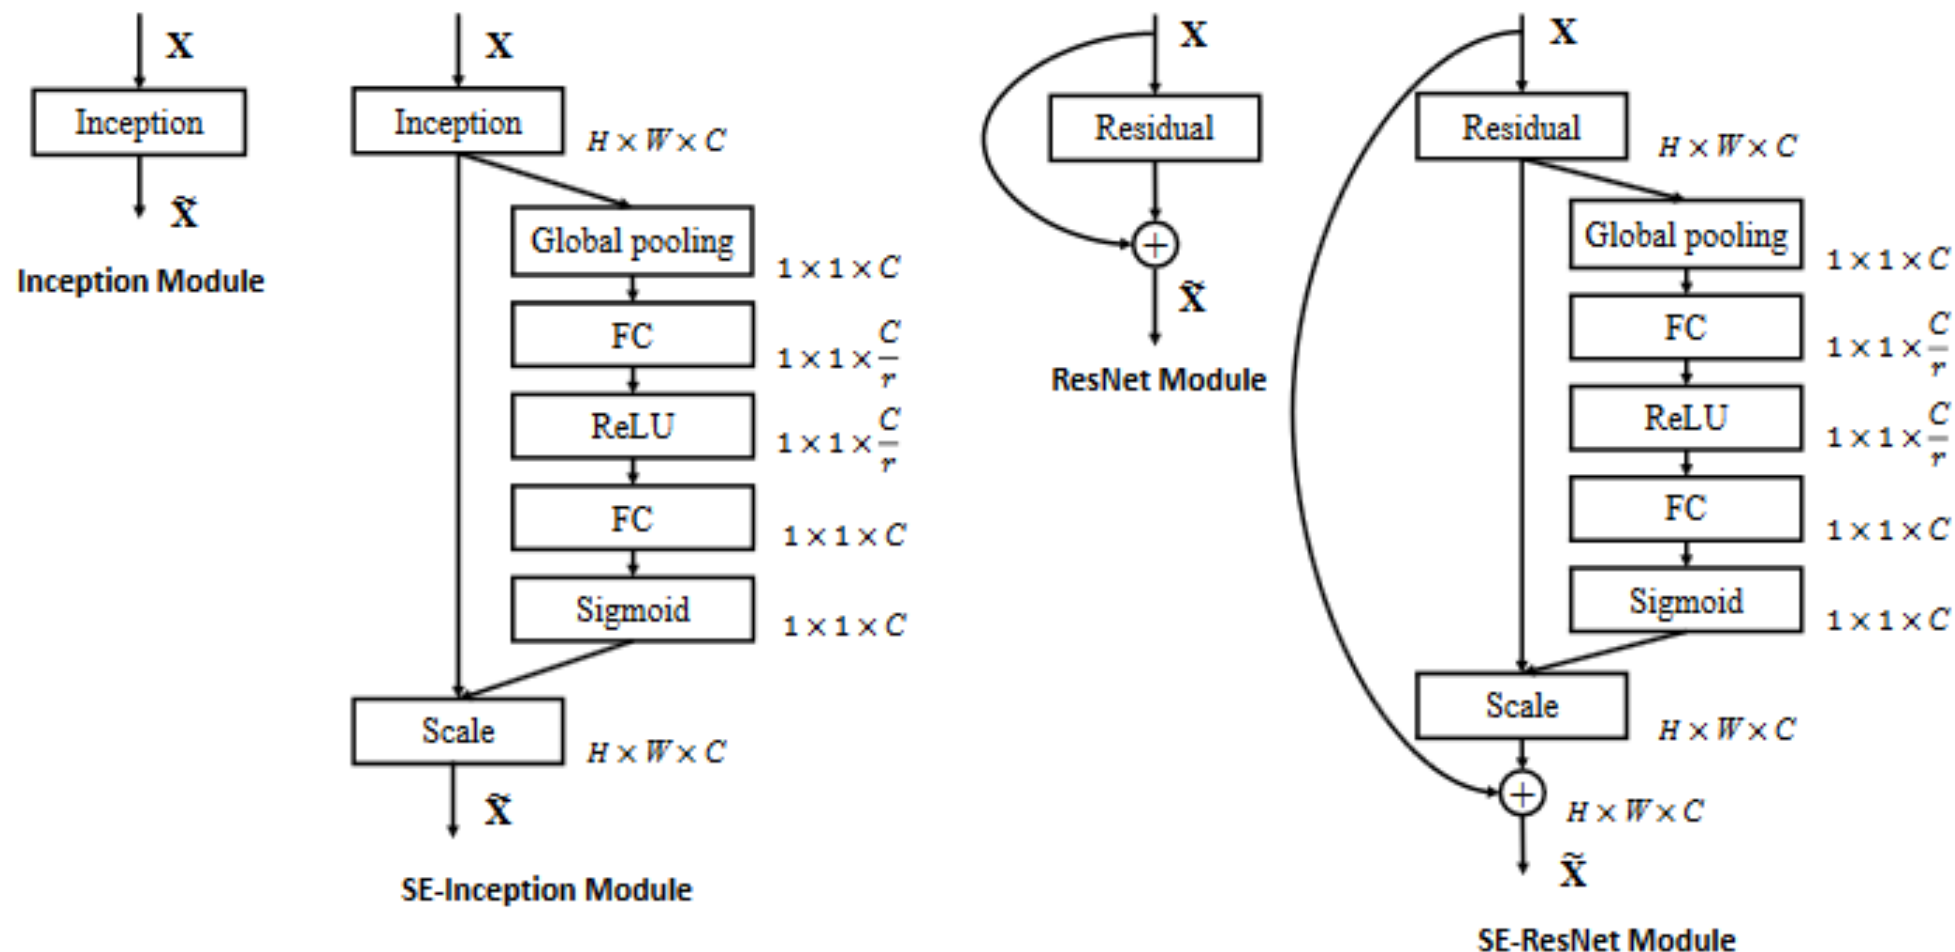 X
Inception
X̃
Inception Module
X
Inception
H × W × C
Global pooling
1 × 1 × C
FC
1 × 1 × C/r
ReLU
1 × 1 × C/r
FC
1 × 1 × C
Sigmoid
1 × 1 × C
Scale
H × W × C
X̃
SE-Inception Module
X
Residual
+
X̃
ResNet Module
X
Residual
H × W × C
Global pooling
1 × 1 × C
FC
1 × 1 × C/r
ReLU
1 × 1 × C/r
FC
1 × 1 × C
Sigmoid
1 × 1 × C
Scale
H × W × C
+
H × W × C
X̃
SE-ResNet Module